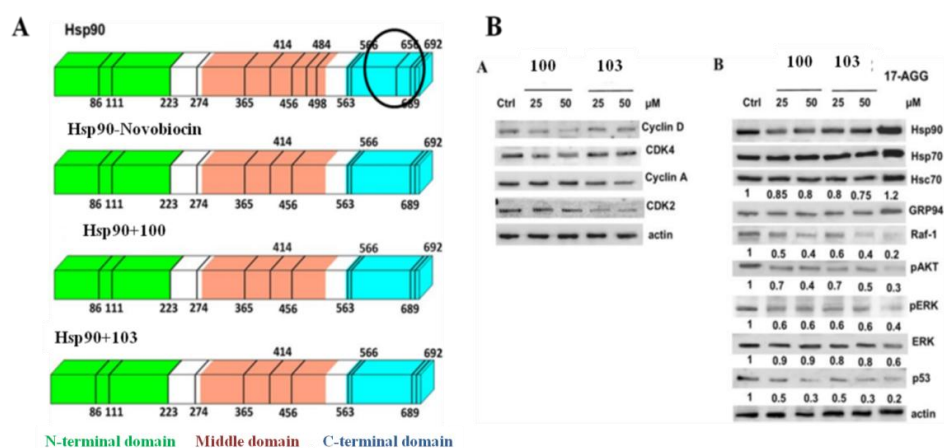 A
Hsp90
414 484 566 656 692
86 111 223 274 365 456 498 563 689
Hsp90-Novobiocin
414 566 692
86 111 223 274 365 456 563 689
Hsp90+100
414 566 692
86 111 223 274 365 456 563 689
Hsp90+103
414 566 692
86 111 223 274 365 456 563 689
N-terminal domain Middle domain C-terminal domain
B
A
100 103
Ctrl 25 50 25 50 µM
Cyclin D
CDK4
Cyclin A
CDK2
actin
B
100 103 17-AGG
Ctrl 25 50 25 50 µM
Hsp90
Hsp70
Hsc70
1 0.85 0.8 0.8 0.75 1.2
GRP94
Raf-1
1 0.5 0.4 0.6 0.4 0.2
pAKT
1 0.7 0.4 0.7 0.5 0.3
pERK
1 0.6 0.6 0.6 0.6 0.4
ERK
1 0.9 0.9 0.8 0.8 0.6
p53
1 0.5 0.3 0.5 0.3 0.2
actin